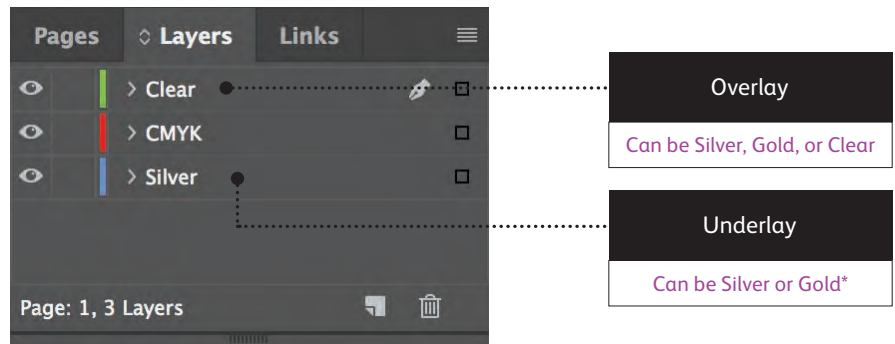 Pages Layers Links
Clear
CMYK
Silver
Page: 1, 3 Layers
Overlay
Can be Silver, Gold, or Clear
Underlay
Can be Silver or Gold*